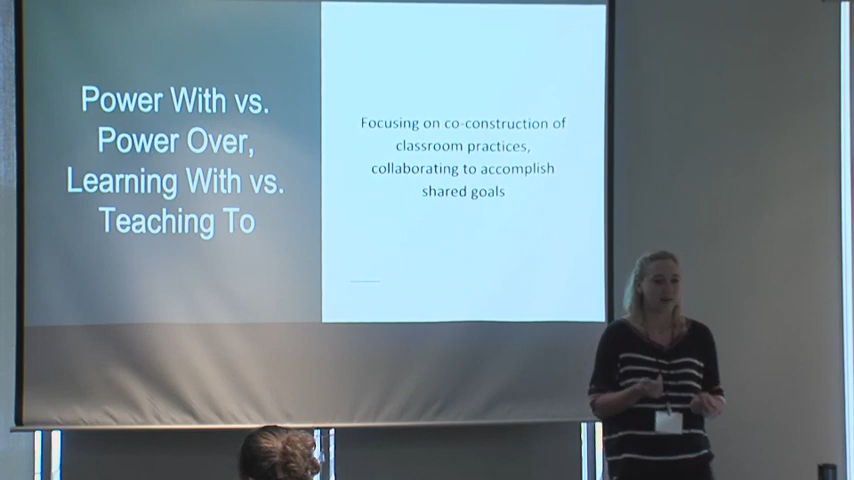 Power With vs.
Power Over,
Learning With vs.
Teaching To
Focusing on co-construction of
classroom practices,
collaborating to accomplish
shared goals